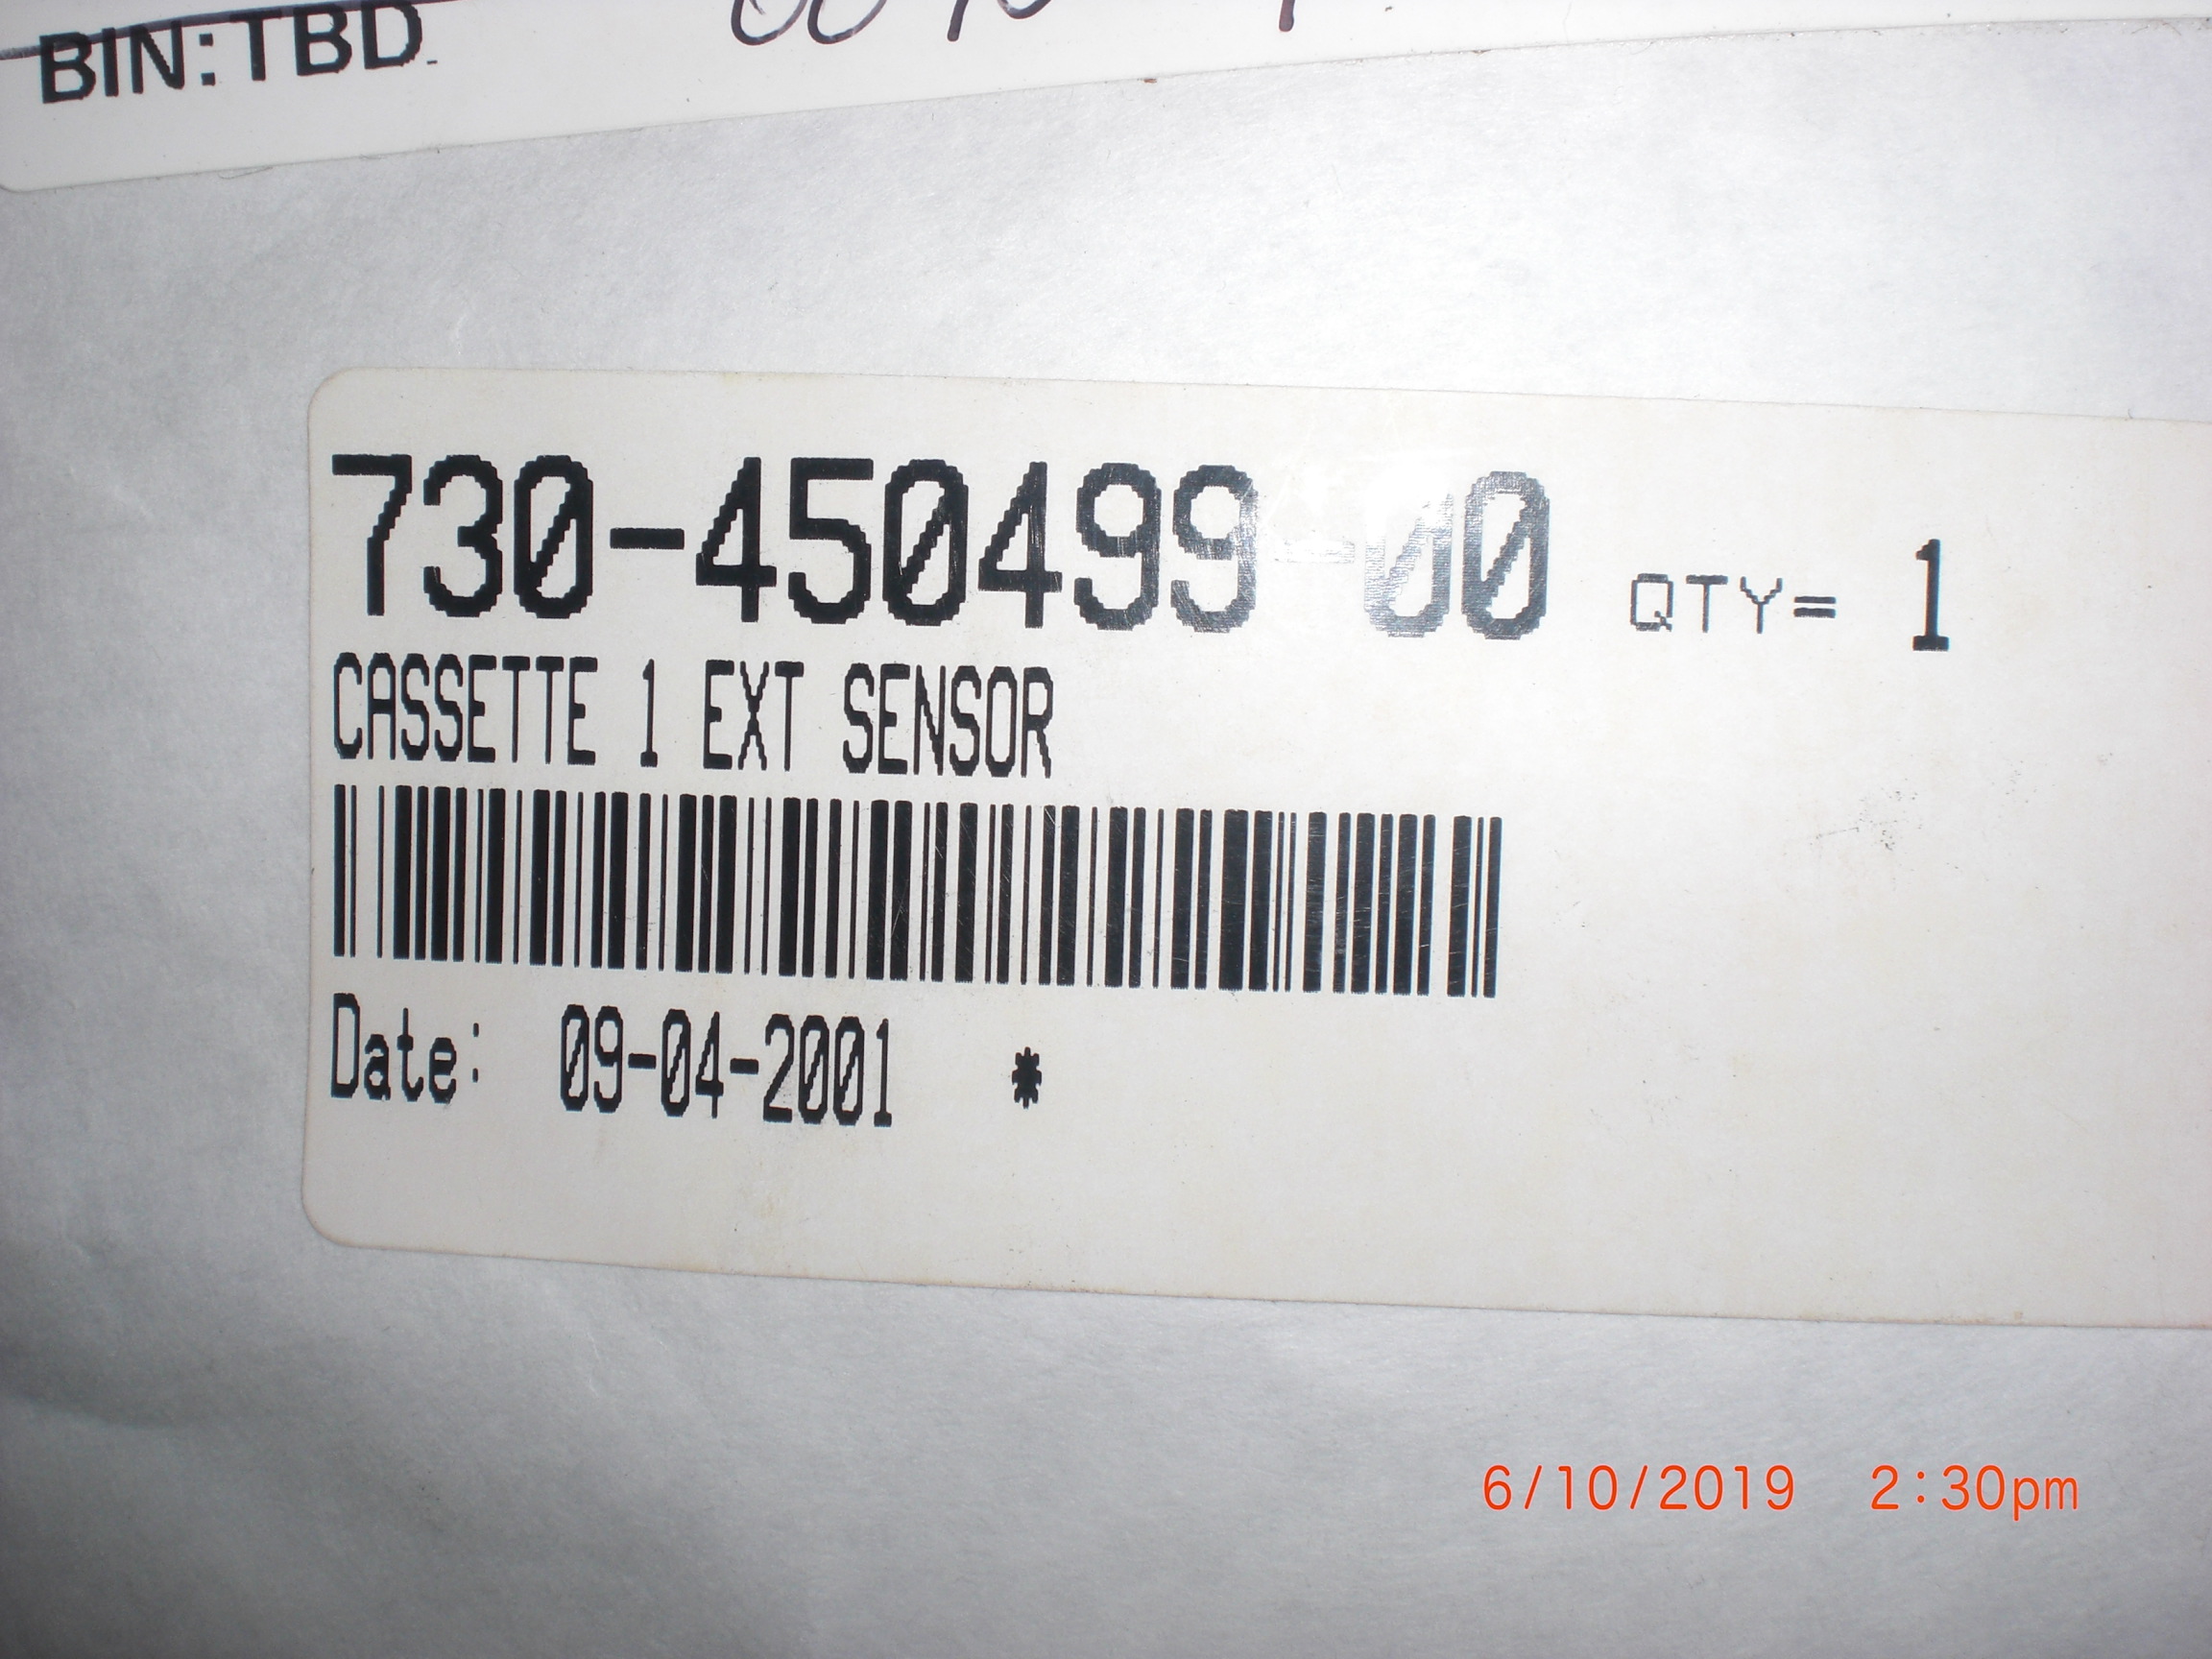 BIN:TBD
730-450499-00 QTY= 1
CASSETTE 1 EXT SENSOR
Date: 09-04-2001 *
6/10/2019 2:30pm